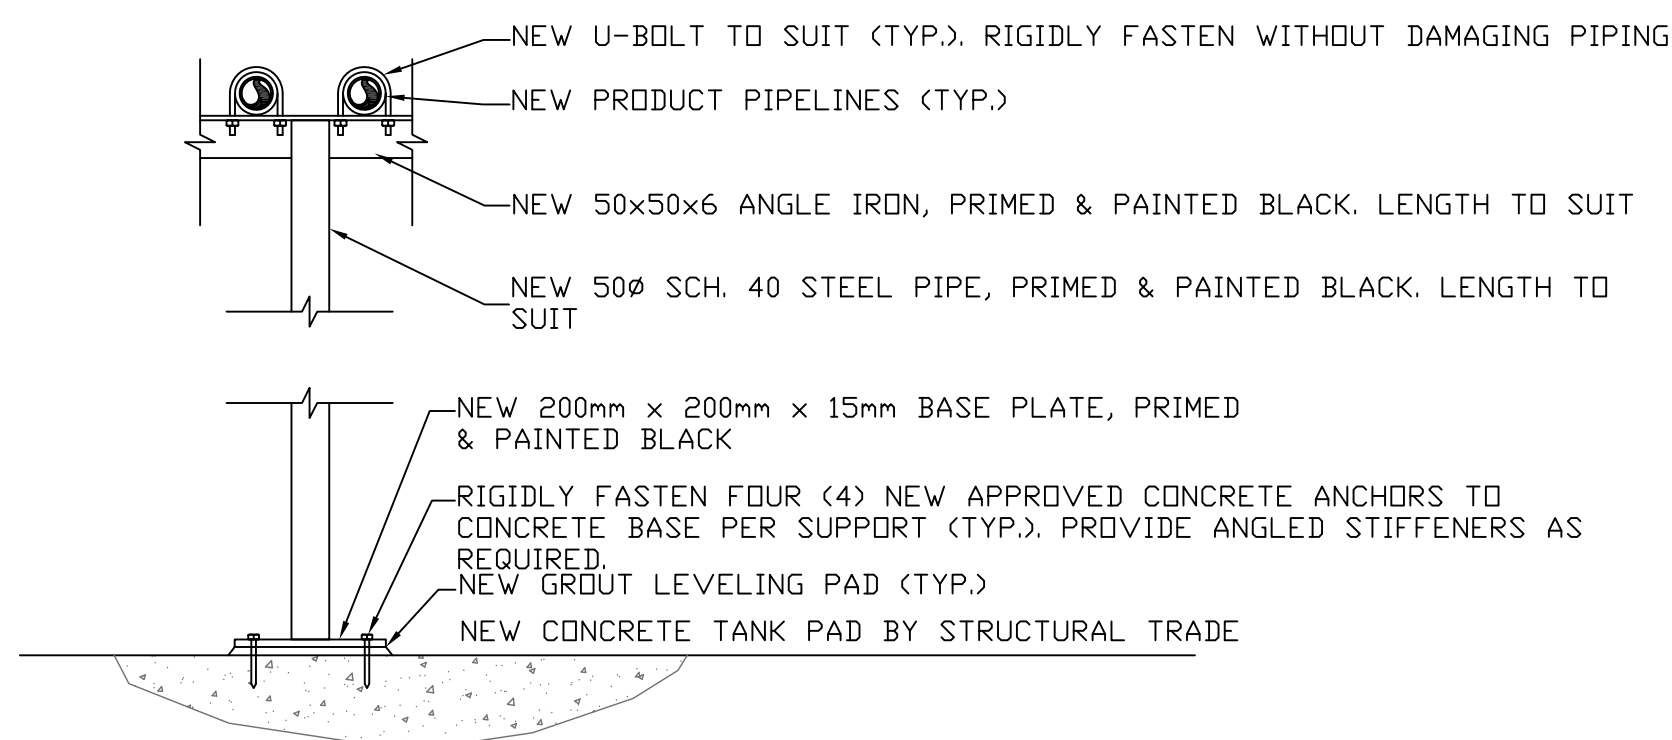 NEW U-BOLT TO SUIT (TYP.). RIGIDLY FASTEN WITHOUT DAMAGING PIPING
NEW PRODUCT PIPELINES (TYP.)
NEW 50x50x6 ANGLE IRON, PRIMED & PAINTED BLACK. LENGTH TO SUIT
NEW 50Ø SCH. 40 STEEL PIPE, PRIMED & PAINTED BLACK. LENGTH TO
SUIT
NEW 200mm x 200mm x 15mm BASE PLATE, PRIMED
& PAINTED BLACK
RIGIDLY FASTEN FOUR (4) NEW APPROVED CONCRETE ANCHORS TO
CONCRETE BASE PER SUPPORT (TYP.). PROVIDE ANGLED STIFFENERS AS
REQUIRED.
NEW GROUT LEVELING PAD (TYP.)
NEW CONCRETE TANK PAD BY STRUCTURAL TRADE